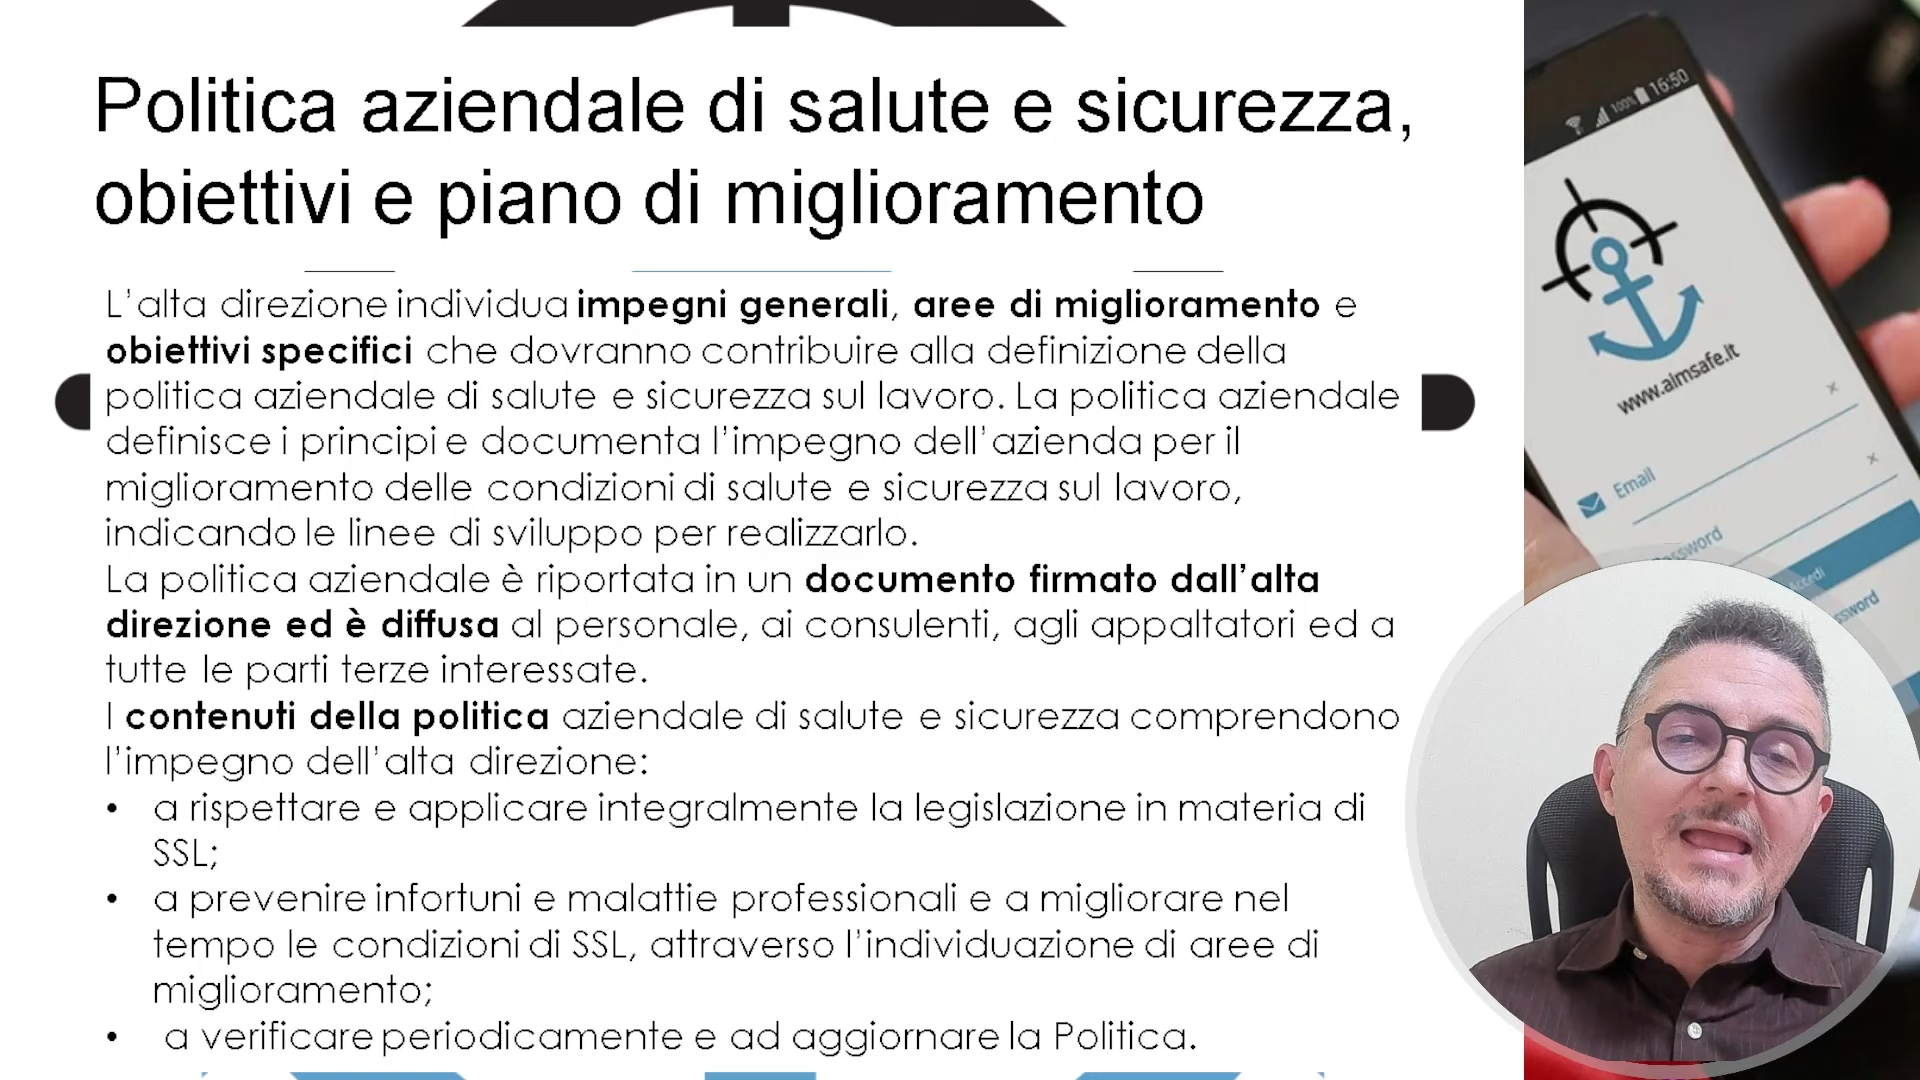 Politica aziendale di salute e sicurezza,
obiettivi e piano di miglioramento
L'alta direzione individua impegni generali, aree di miglioramento e
obiettivi specifici che dovranno contribuire alla definizione della
politica aziendale di salute e sicurezza sul lavoro. La politica aziendale
definisce i principi e documenta l'impegno dell'azienda per il
miglioramento delle condizioni di salute e sicurezza sul lavoro,
indicando le linee di sviluppo per realizzarlo.
La politica aziendale è riportata in un documento firmato dall'alta
direzione ed è diffusa al personale, ai consulenti, agli appaltatori ed a
tutte le parti terze interessate.
I contenuti della politica aziendale di salute e sicurezza comprendono
l'impegno dell'alta direzione:
• a rispettare e applicare integralmente la legislazione in materia di
SSL;
• a prevenire infortuni e malattie professionali e a migliorare nel
tempo le condizioni di SSL, attraverso l'individuazione di aree di
miglioramento;
• a verificare periodicamente e ad aggiornare la Politica.
100% 16:50
www.aimsafe.it
Email
Accedi